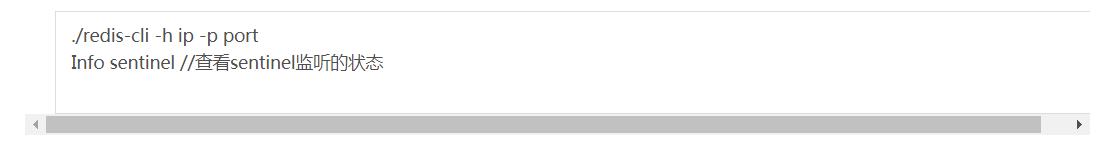 ./redis-cli -h ip -p port
Info sentinel //查看sentinel监听的状态